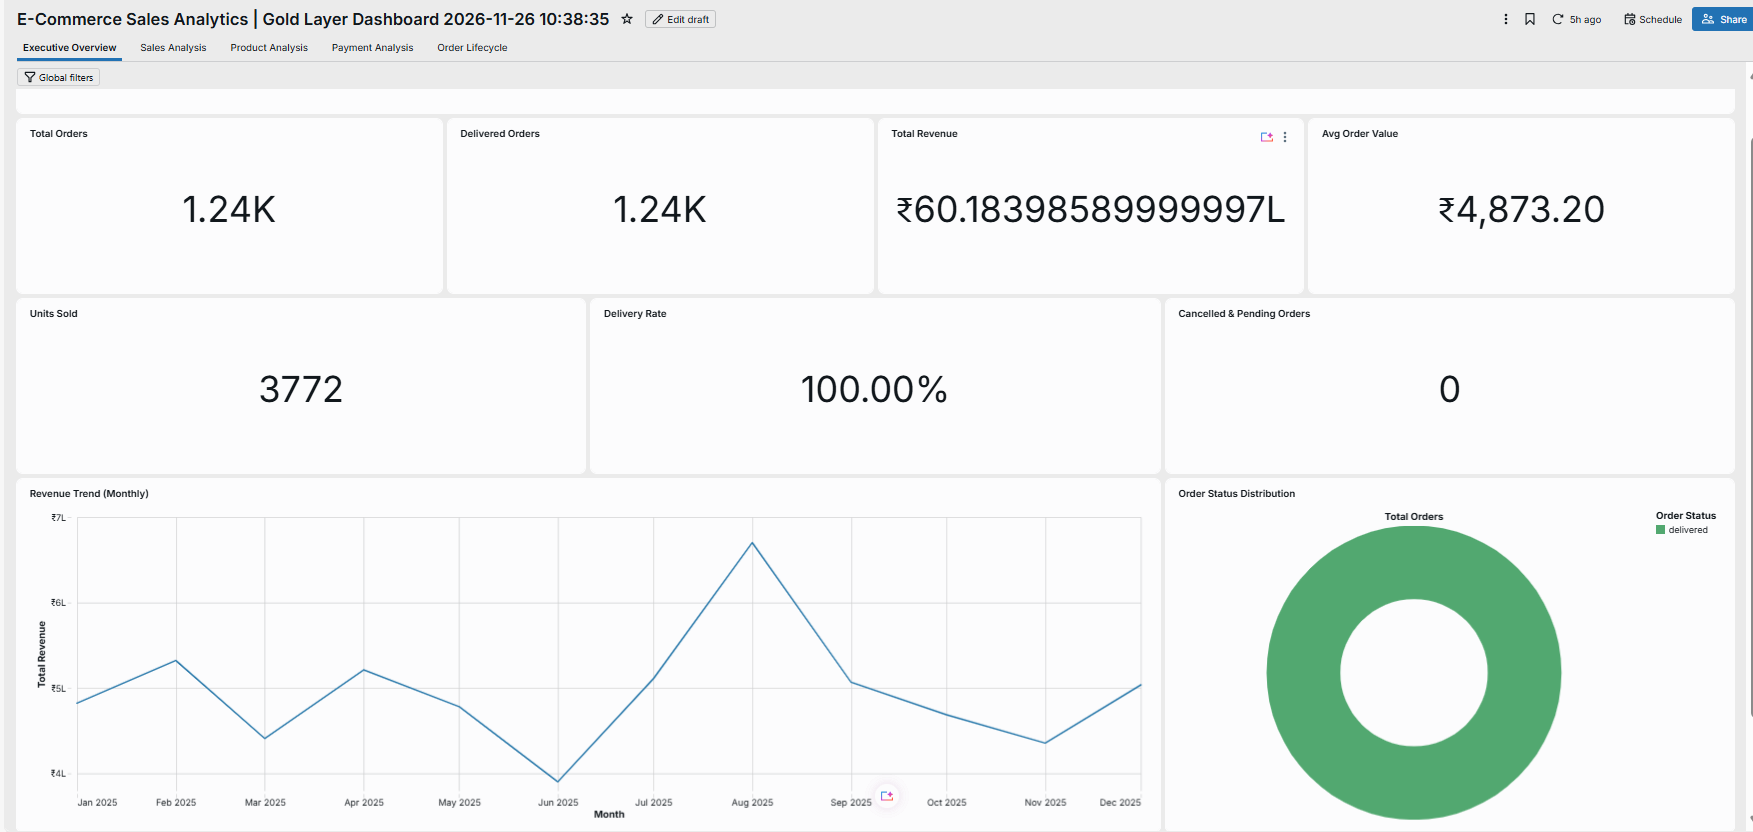 E-Commerce Sales Analytics | Gold Layer Dashboard 2026-11-26 10:38:35
Edit draft
5h ago
Schedule
Share
Executive Overview
Sales Analysis
Product Analysis
Payment Analysis
Order Lifecycle
Global filters
Total Orders
1.24K
Delivered Orders
1.24K
Total Revenue
₹60.18398589999997L
Avg Order Value
₹4,873.20
Units Sold
3772
Delivery Rate
100.00%
Cancelled & Pending Orders
0
Revenue Trend (Monthly)
₹7L
₹6L
₹5L
₹4L
Total Revenue
Jan 2025
Feb 2025
Mar 2025
Apr 2025
May 2025
Jun 2025
Jul 2025
Aug 2025
Sep 2025
Oct 2025
Nov 2025
Dec 2025
Month
Order Status Distribution
Total Orders
Order Status
delivered